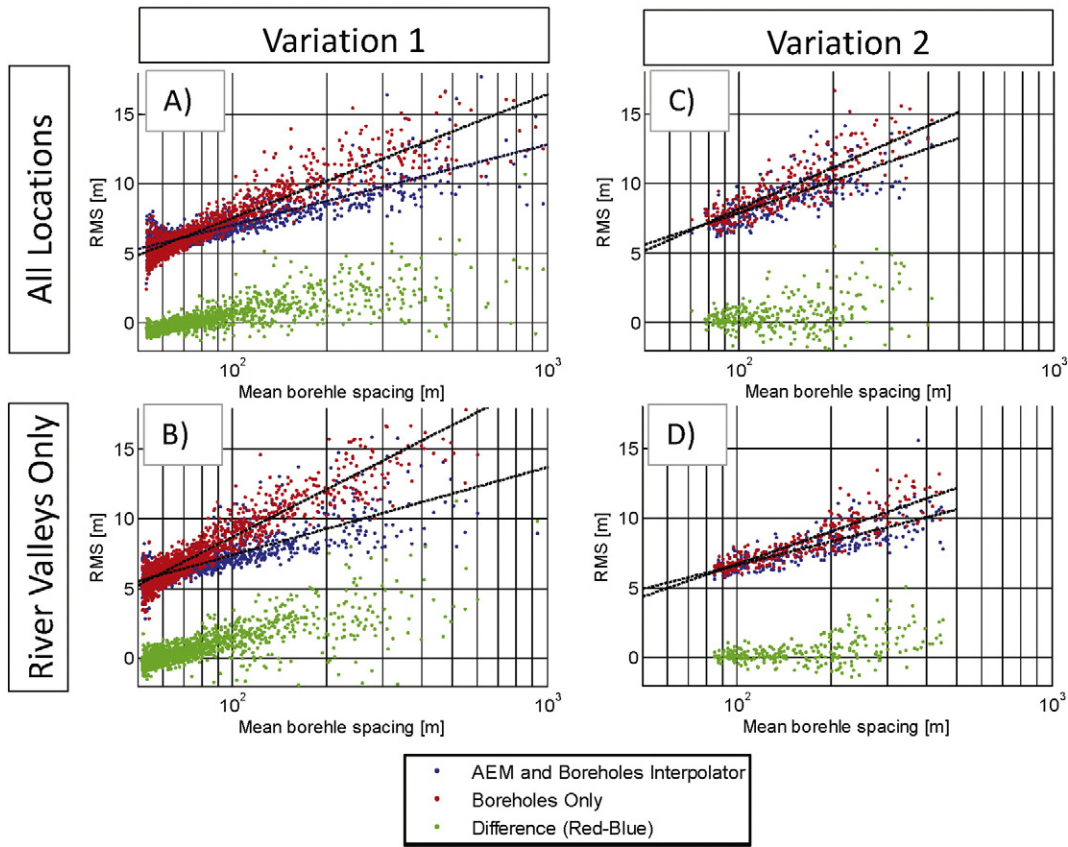 Variation 1
Variation 2
All Locations
River Valleys Only
A)
RMS [m]
15
10
5
0
10²
10³
Mean borehle spacing [m]
C)
RMS [m]
15
10
5
0
10²
10³
Mean borehle spacing [m]
B)
RMS [m]
15
10
5
0
10²
10³
Mean borehle spacing [m]
D)
RMS [m]
15
10
5
0
10²
10³
Mean borehle spacing [m]
AEM and Boreholes Interpolator
Boreholes Only
Difference (Red-Blue)